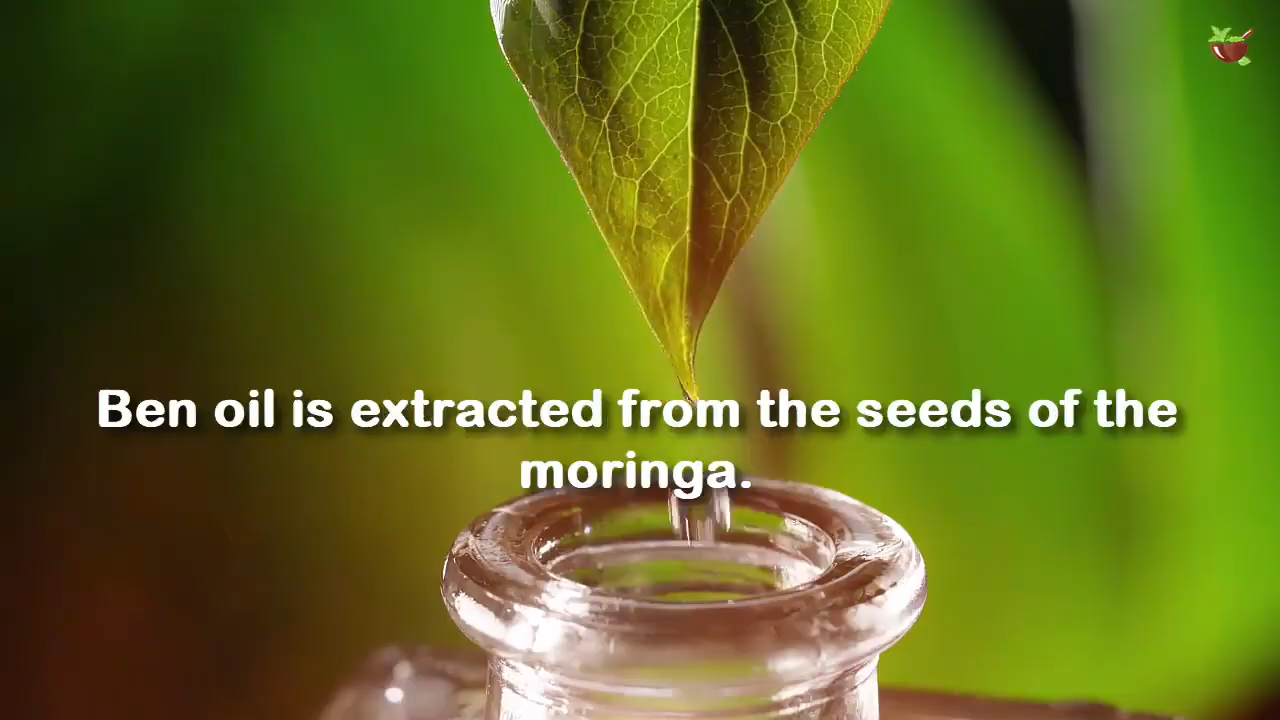 Ben oil is extracted from the seeds of the
moringa.